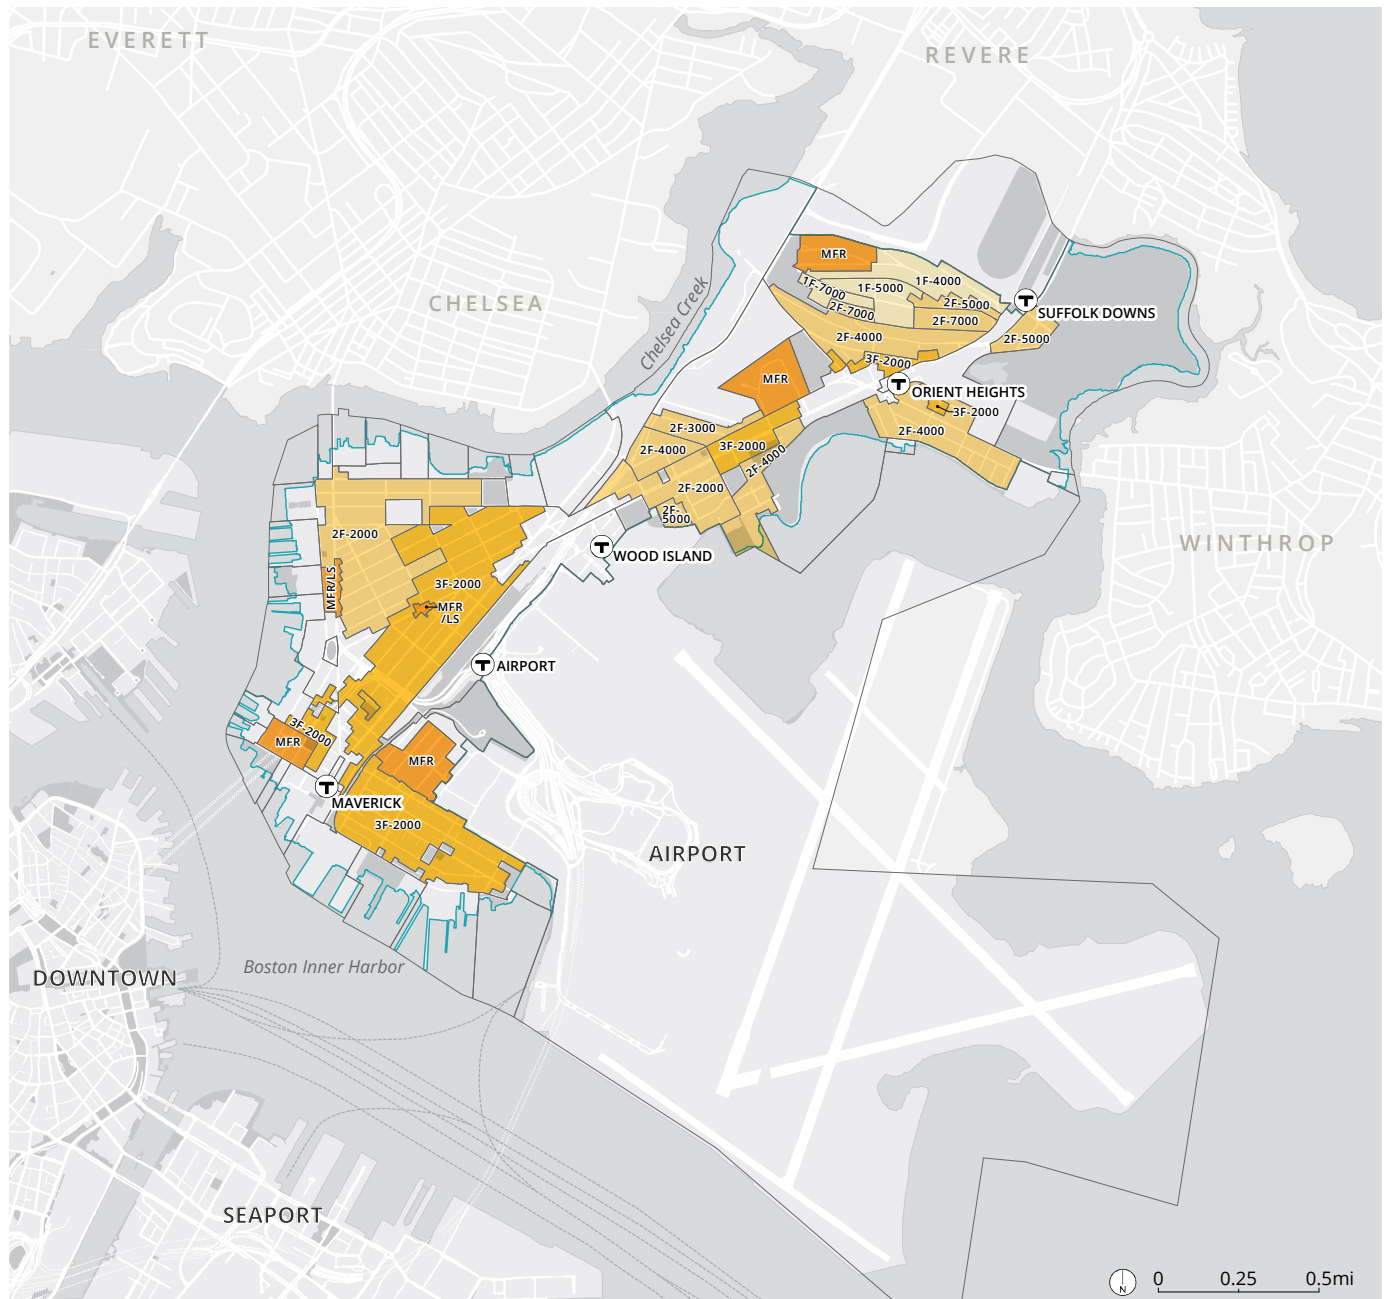 EVERETT
REVERE
MFR
1F-4000
1F-5000
1F-7000
2F-5000
CHELSEA
2F-7000
2F-7000
SUFFOLK DOWNS
Chelsea Creek
2F-4000
2F-5000
3F-2000
MFR
ORIENT HEIGHTS
3F-2000
2F-3000
2F-4000
3F-2000
2F-4000
2F-4000
2F-2000
2F-
5000
2F-2000
WINTHROP
WOOD ISLAND
MFR/LS
3F-2000
MFR
/LS
AIRPORT
3F-2000
MFR
MFR
MAVERICK
3F-2000
AIRPORT
Boston Inner Harbor
DOWNTOWN
SEAPORT
N
0 0.25 0.5mi